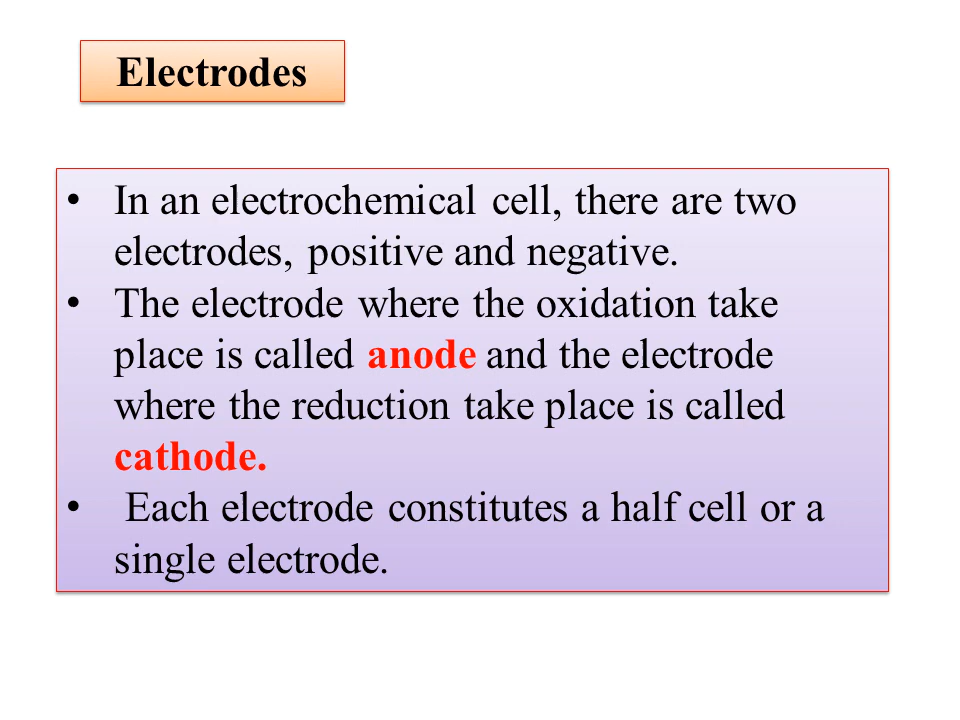 Electrodes
• In an electrochemical cell, there are two
electrodes, positive and negative.
• The electrode where the oxidation take
place is called anode and the electrode
where the reduction take place is called
cathode.
• Each electrode constitutes a half cell or a
single electrode.